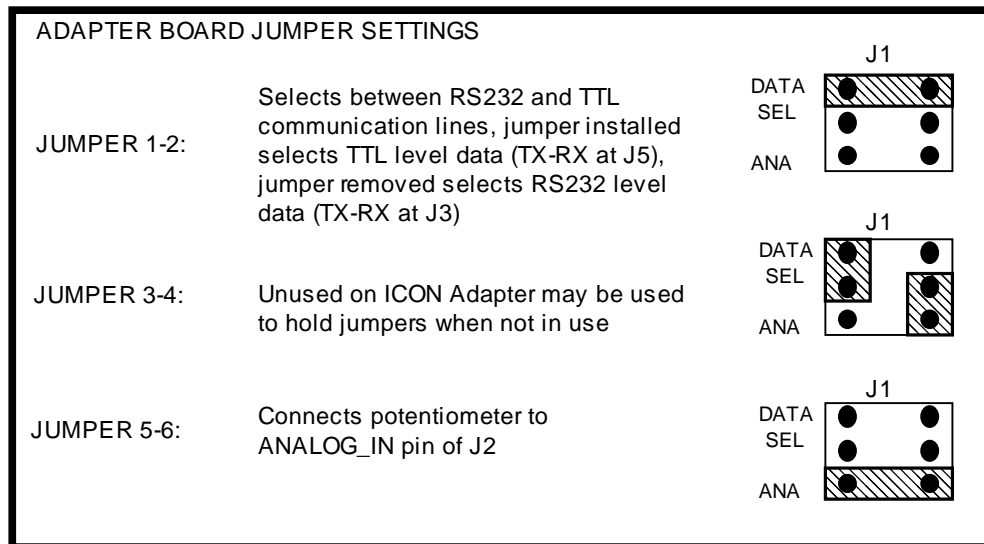 ADAPTER BOARD JUMPER SETTINGS
JUMPER 1-2:
Selects between RS232 and TTL
communication lines, jumper installed
selects TTL level data (TX-RX at J5),
jumper removed selects RS232 level
data (TX-RX at J3)
J1
DATA
SEL
ANA
JUMPER 3-4:
Unused on ICON Adapter may be used
to hold jumpers when not in use
J1
DATA
SEL
ANA
JUMPER 5-6:
Connects potentiometer to
ANALOG_IN pin of J2
J1
DATA
SEL
ANA